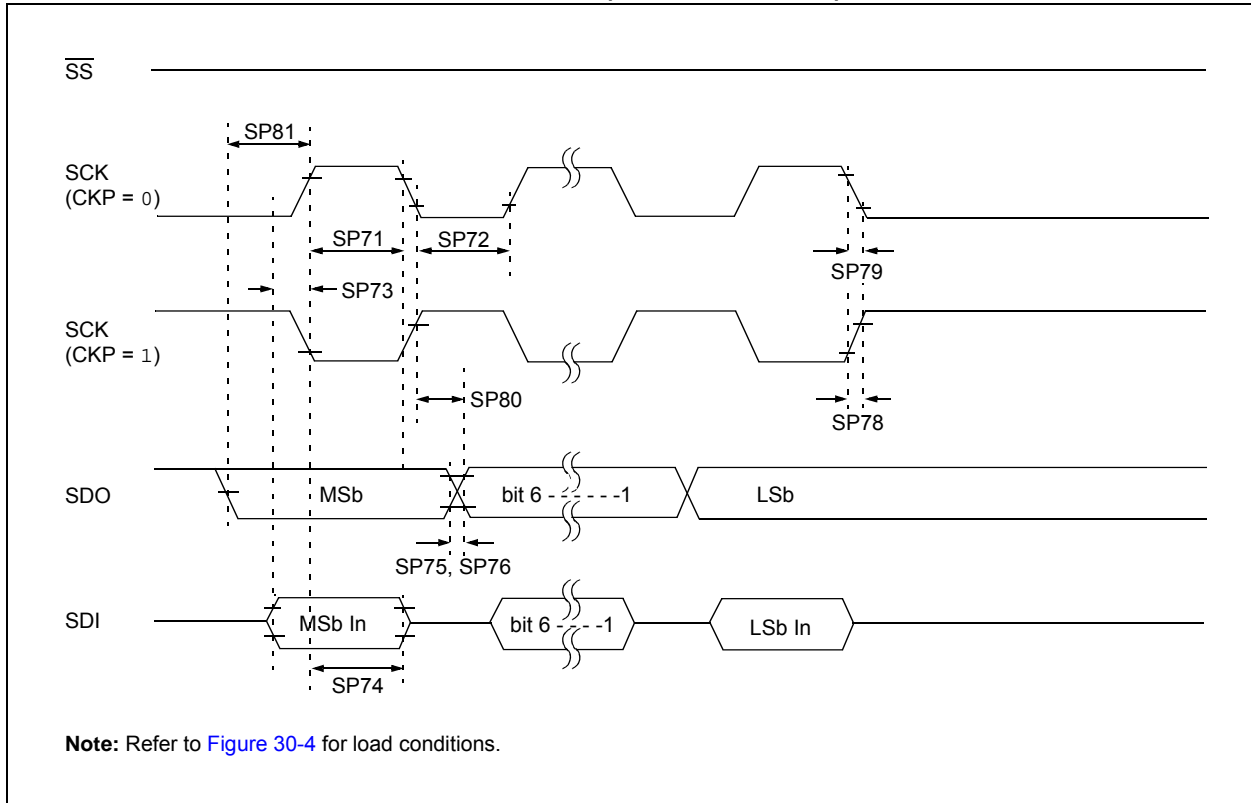 SS
SP81
SCK
(CKP = 0)
SP71
SP72
SP79
SP73
SCK
(CKP = 1)
SP80
SP78
SDO
MSb
bit 6 - - - - - -1
LSb
SP75, SP76
SDI
MSb In
bit 6 - - - -1
LSb In
SP74
Note: Refer to Figure 30-4 for load conditions.